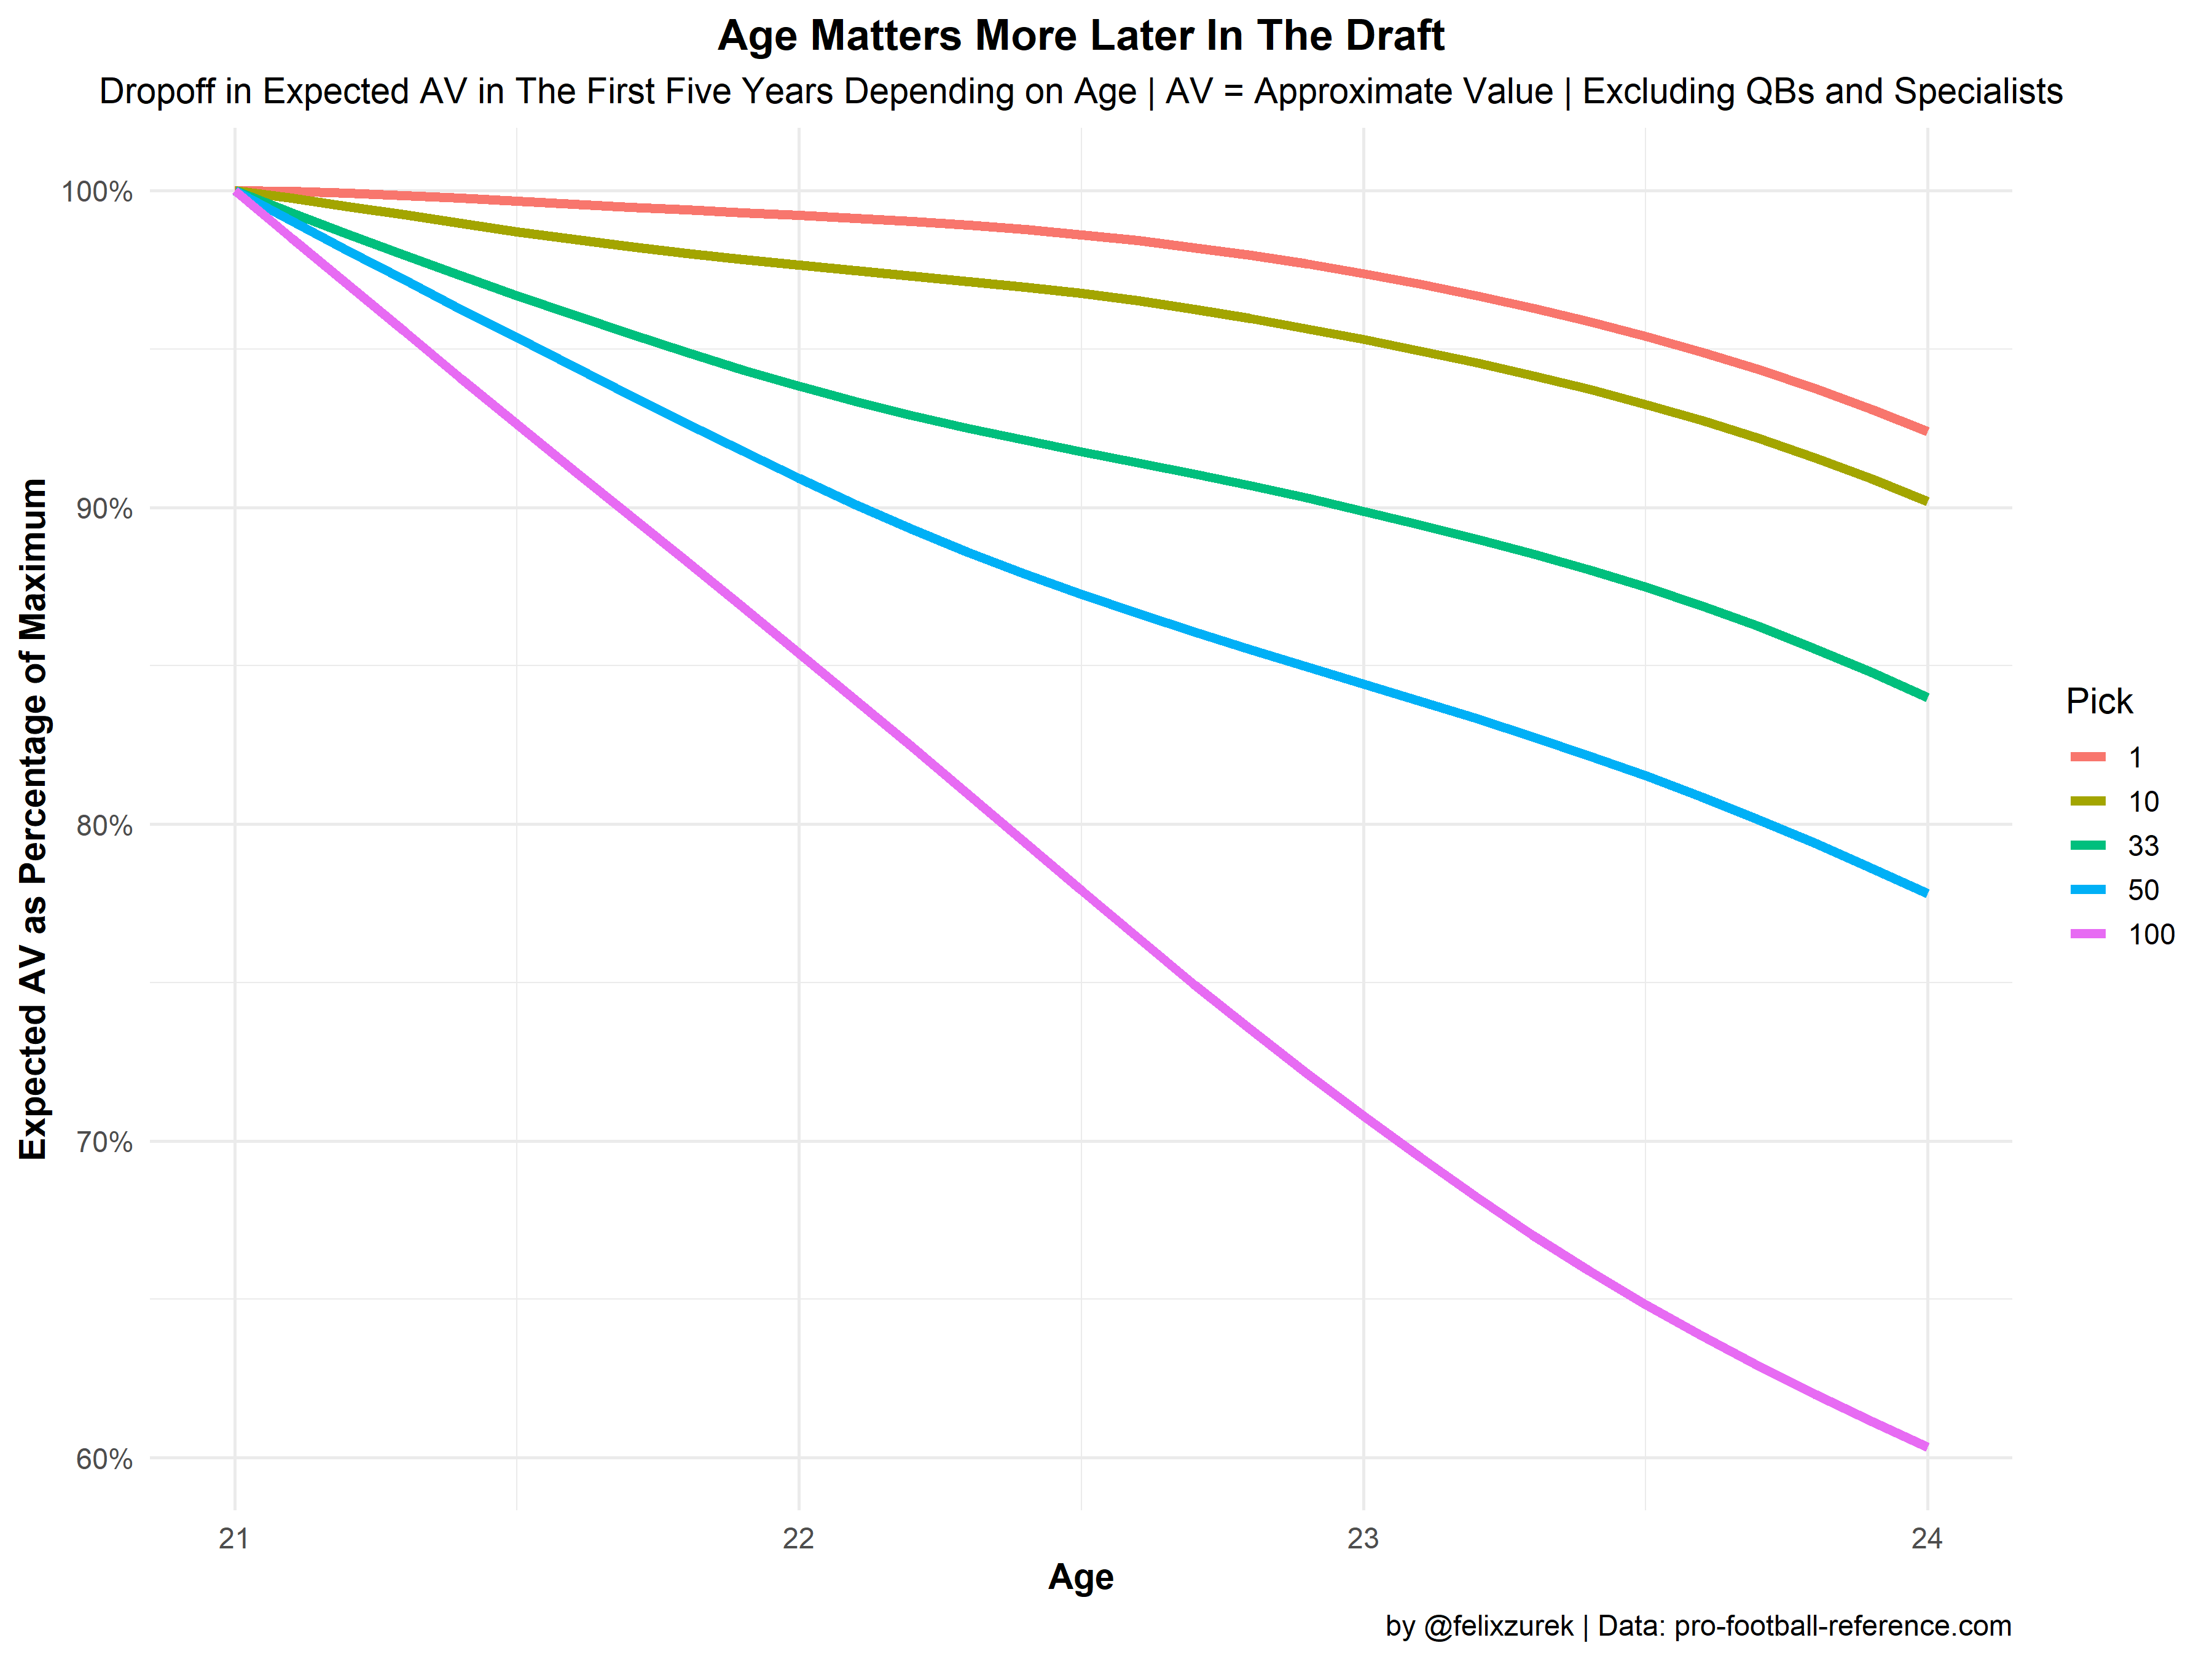 Age Matters More Later In The Draft
Dropoff in Expected AV in The First Five Years Depending on Age | AV = Approximate Value | Excluding QBs and Specialists
Expected AV as Percentage of Maximum
100%
90%
80%
70%
60%
21
22
23
24
Age
Pick
1
10
33
50
100
by @felixzurek | Data: pro-football-reference.com